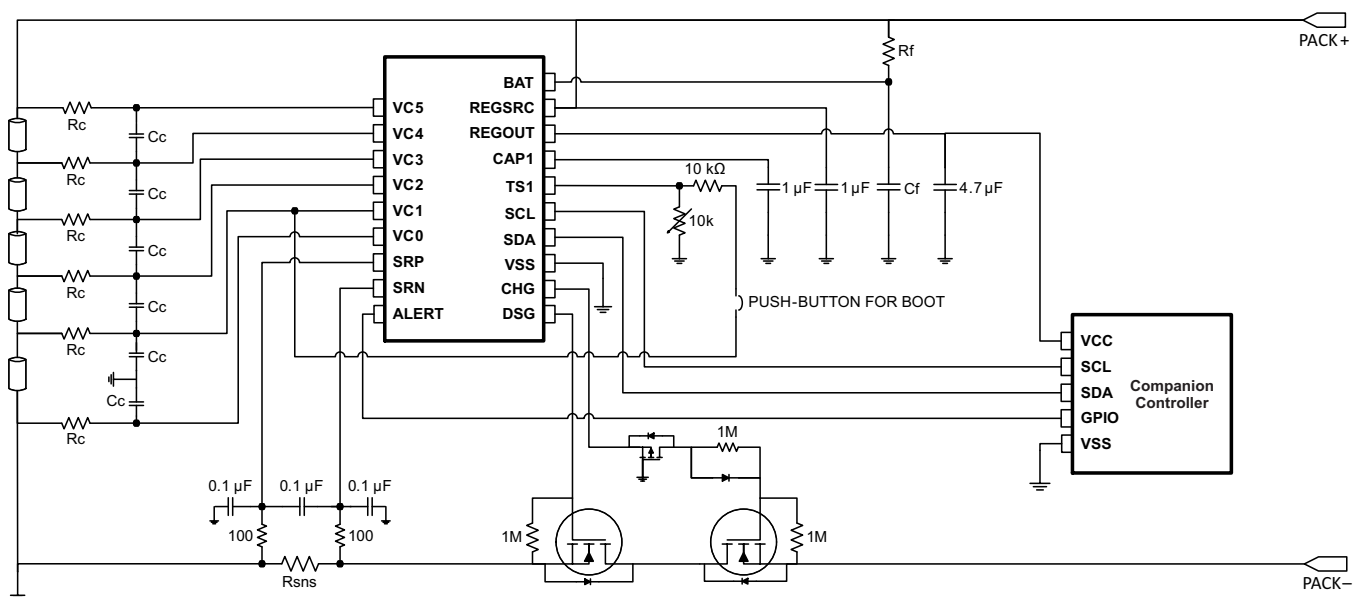 PACK+
Rf
BAT
VC5
REGSRC
Rc
Cc
VC4
REGOUT
Rc
VC3
CAP1
10 kΩ
Cc
VC2
TS1
1 µF
1 µF
Cf
4.7 µF
Rc
VC1
SCL
10k
Cc
VC0
SDA
Rc
SRP
VSS
Cc
SRN
CHG
PUSH-BUTTON FOR BOOT
ALERT
DSG
Rc
Cc
VCC
SCL
Companion
Controller
SDA
Cc
GPIO
Rc
VSS
1M
0.1 µF
0.1 µF
0.1 µF
100
100
1M
1M
Rsns
PACK–